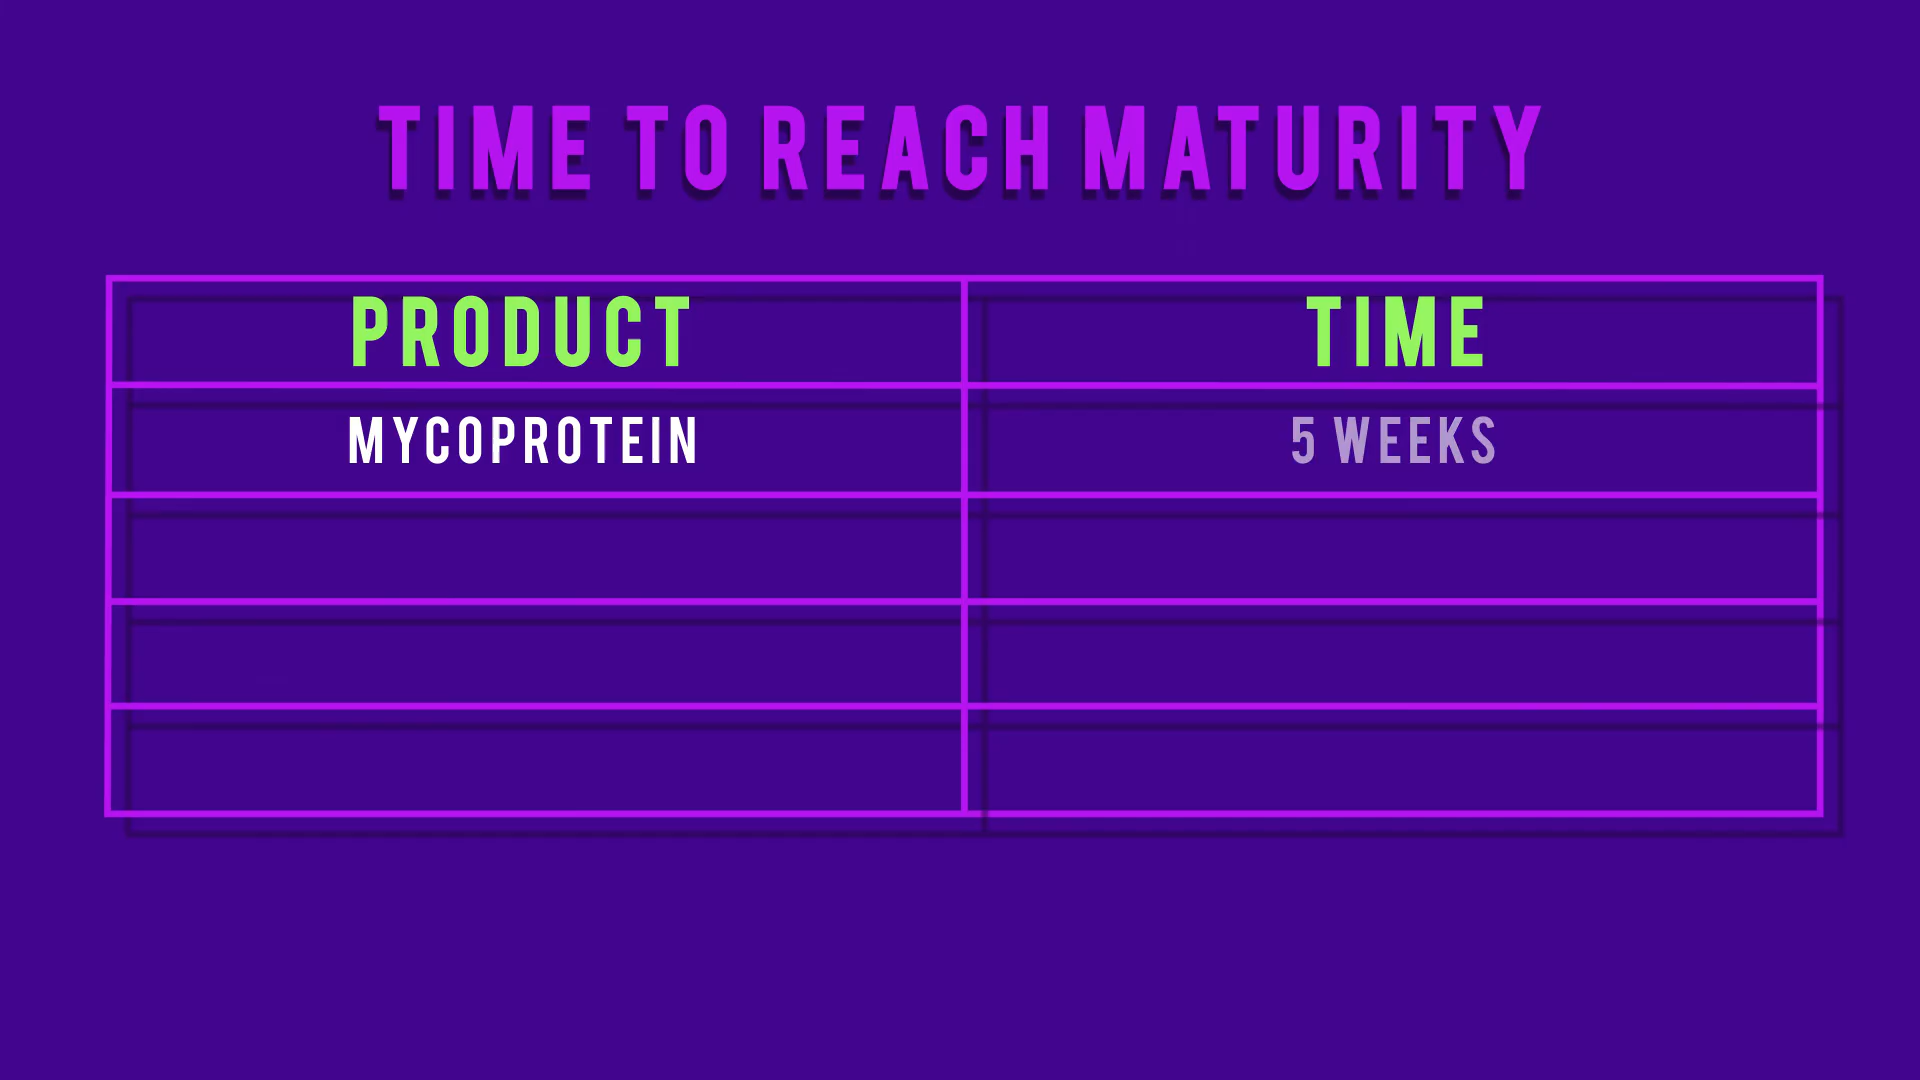 TIME TO REACH MATURITY
PRODUCT
TIME
MYCOPROTEIN
5 WEEKS